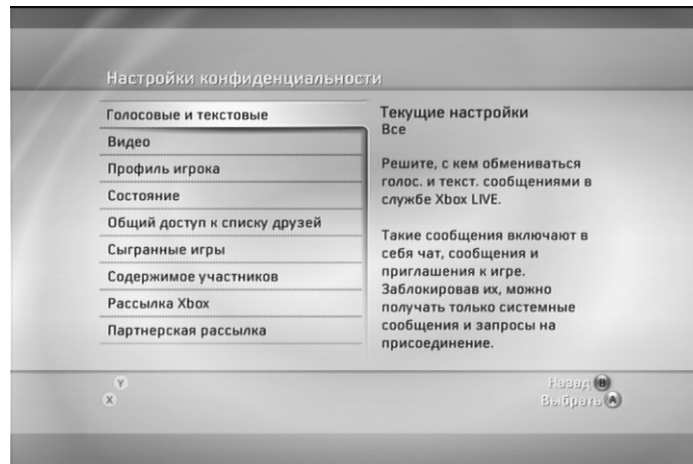 Настройки конфиденциальности
Голосовые и текстовые
Видео
Профиль игрока
Состояние
Общий доступ к списку друзей
Сыгранные игры
Содержимое участников
Рассылка Xbox
Партнерская рассылка
Текущие настройки
Все
Решите, с кем обмениваться
голос. и текст. сообщениями в
службе Xbox LIVE.
Такие сообщения включают в
себя чат, сообщения и
приглашения к игре.
Заблокировав их, можно
получать только системные
сообщения и запросы на
присоединение.
Y
X
Назад B
Выбрать A